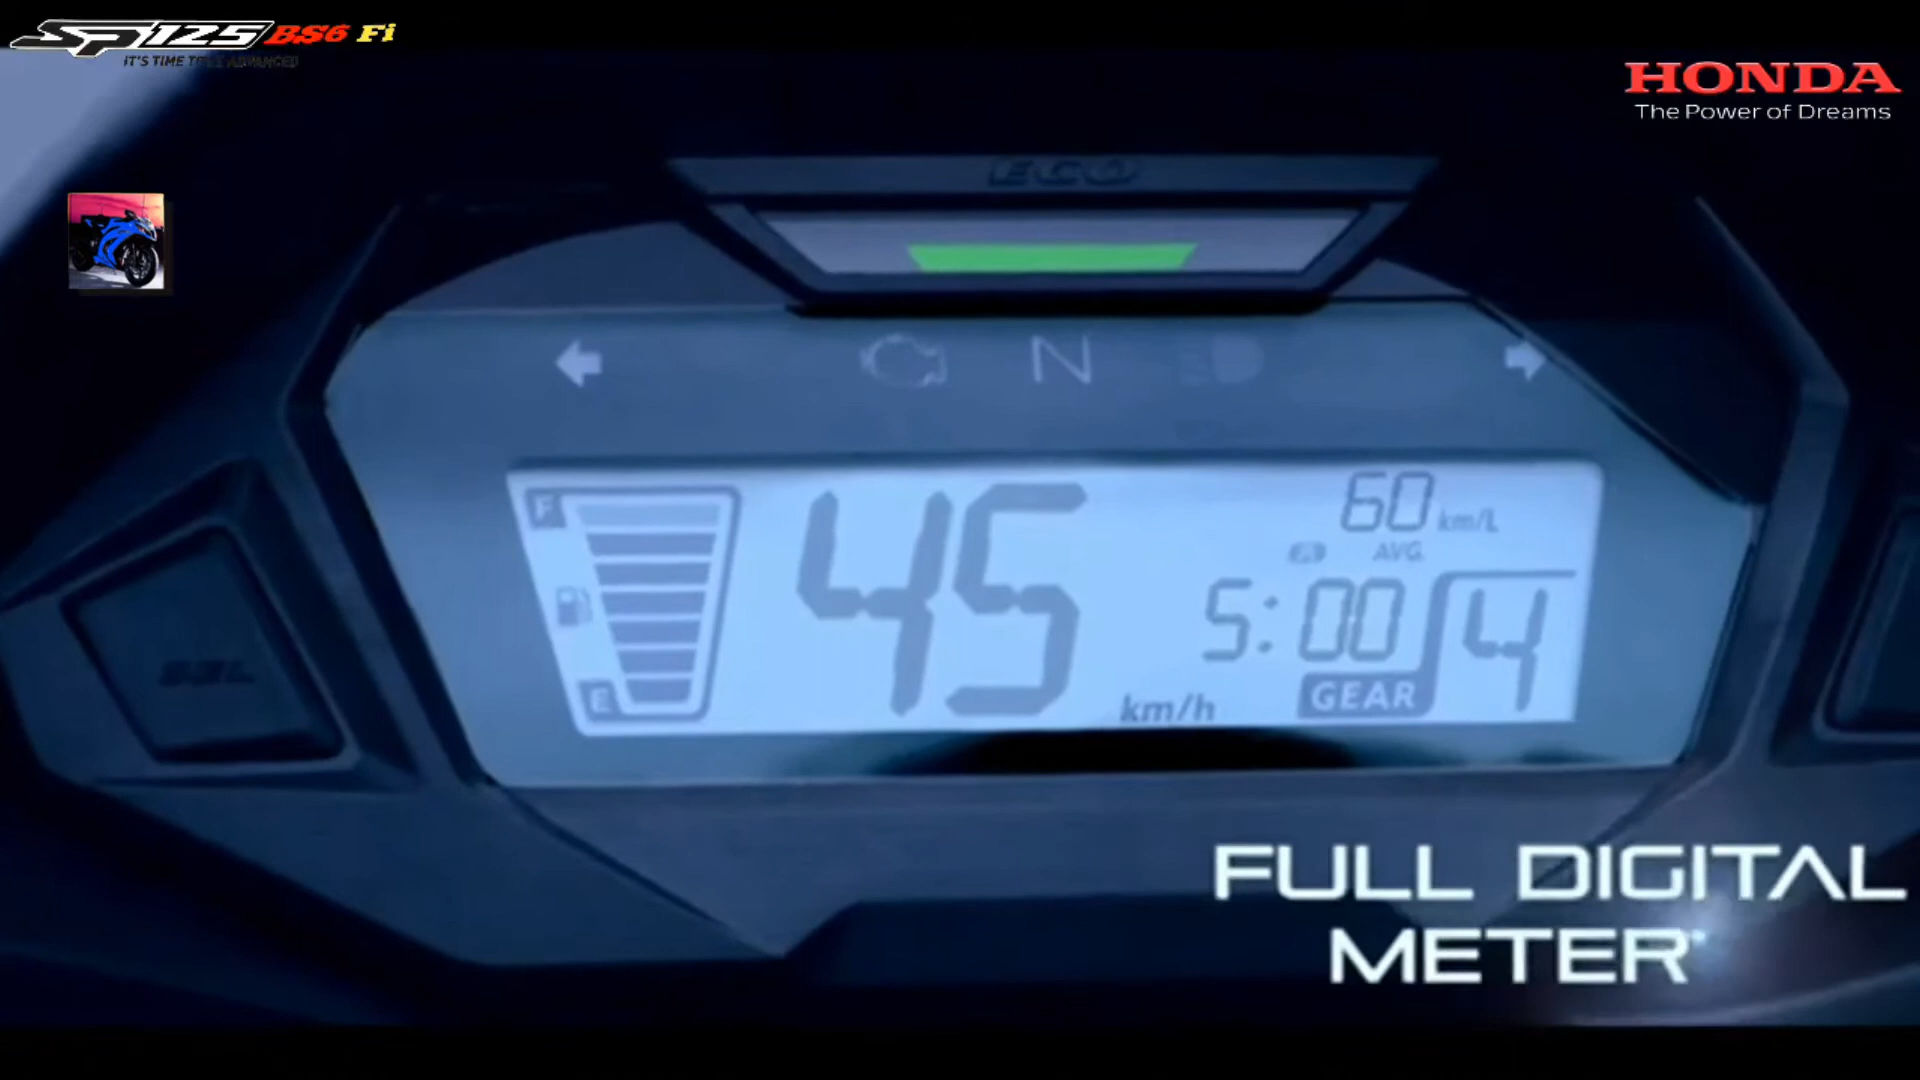 SP125 BS6 Fi
HONDA
The Power of Dreams
ECO
N
F
60 km/L
AVG.
45 km/h
5:00
4
GEAR
E
SEL
FULL DIGITAL
METER*